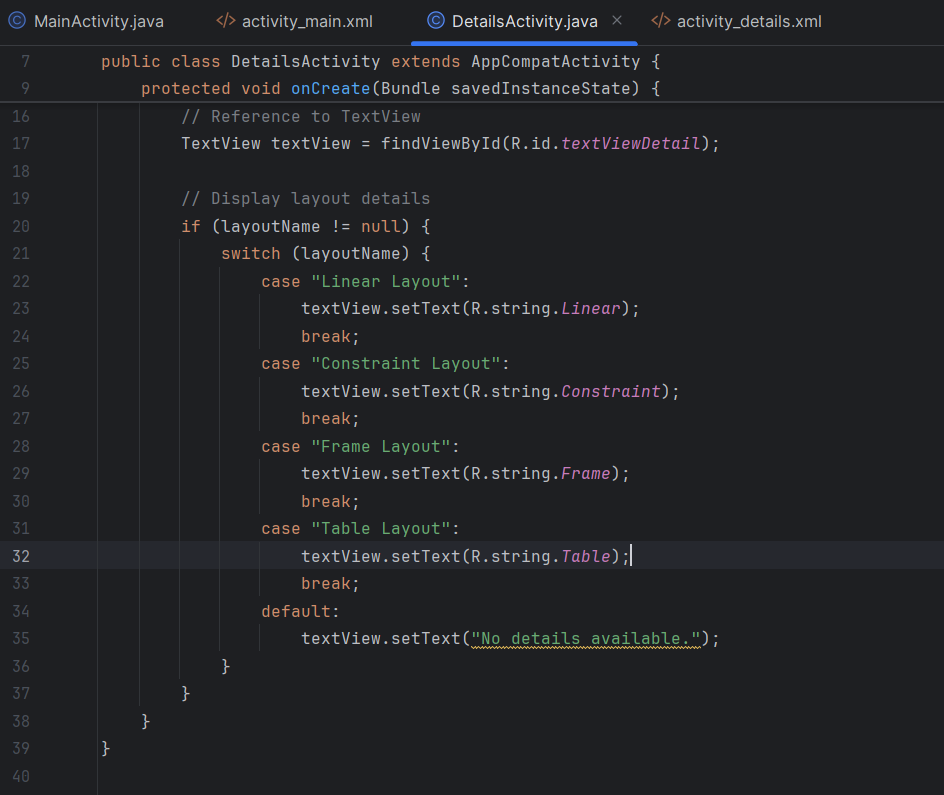 MainActivity.java </> activity_main.xml DetailsActivity.java × </> activity_details.xml
7 public class DetailsActivity extends AppCompatActivity {
9 protected void onCreate(Bundle savedInstanceState) {
16 // Reference to TextView
17 TextView textView = findViewById(R.id.textViewDetail);
18
19 // Display layout details
20 if (layoutName != null) {
21 switch (layoutName) {
22 case "Linear Layout":
23 textView.setText(R.string.Linear);
24 break;
25 case "Constraint Layout":
26 textView.setText(R.string.Constraint);
27 break;
28 case "Frame Layout":
29 textView.setText(R.string.Frame);
30 break;
31 case "Table Layout":
32 textView.setText(R.string.Table);
33 break;
34 default:
35 textView.setText("No details available.");
36 }
37 }
38 }
39 }
40